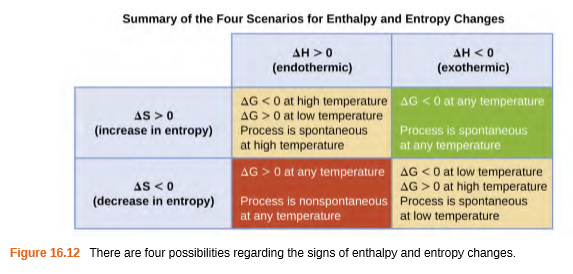 Summary of the Four Scenarios for Enthalpy and Entropy Changes
ΔH > 0
(endothermic)
ΔH < 0
(exothermic)
ΔS > 0
(increase in entropy)
ΔG < 0 at high temperature
ΔG > 0 at low temperature
Process is spontaneous
at high temperature
ΔG < 0 at any temperature
Process is spontaneous
at any temperature
ΔS < 0
(decrease in entropy)
ΔG > 0 at any temperature
Process is nonspontaneous
at any temperature
ΔG < 0 at low temperature
ΔG > 0 at high temperature
Process is spontaneous
at low temperature
Figure 16.12 There are four possibilities regarding the signs of enthalpy and entropy changes.